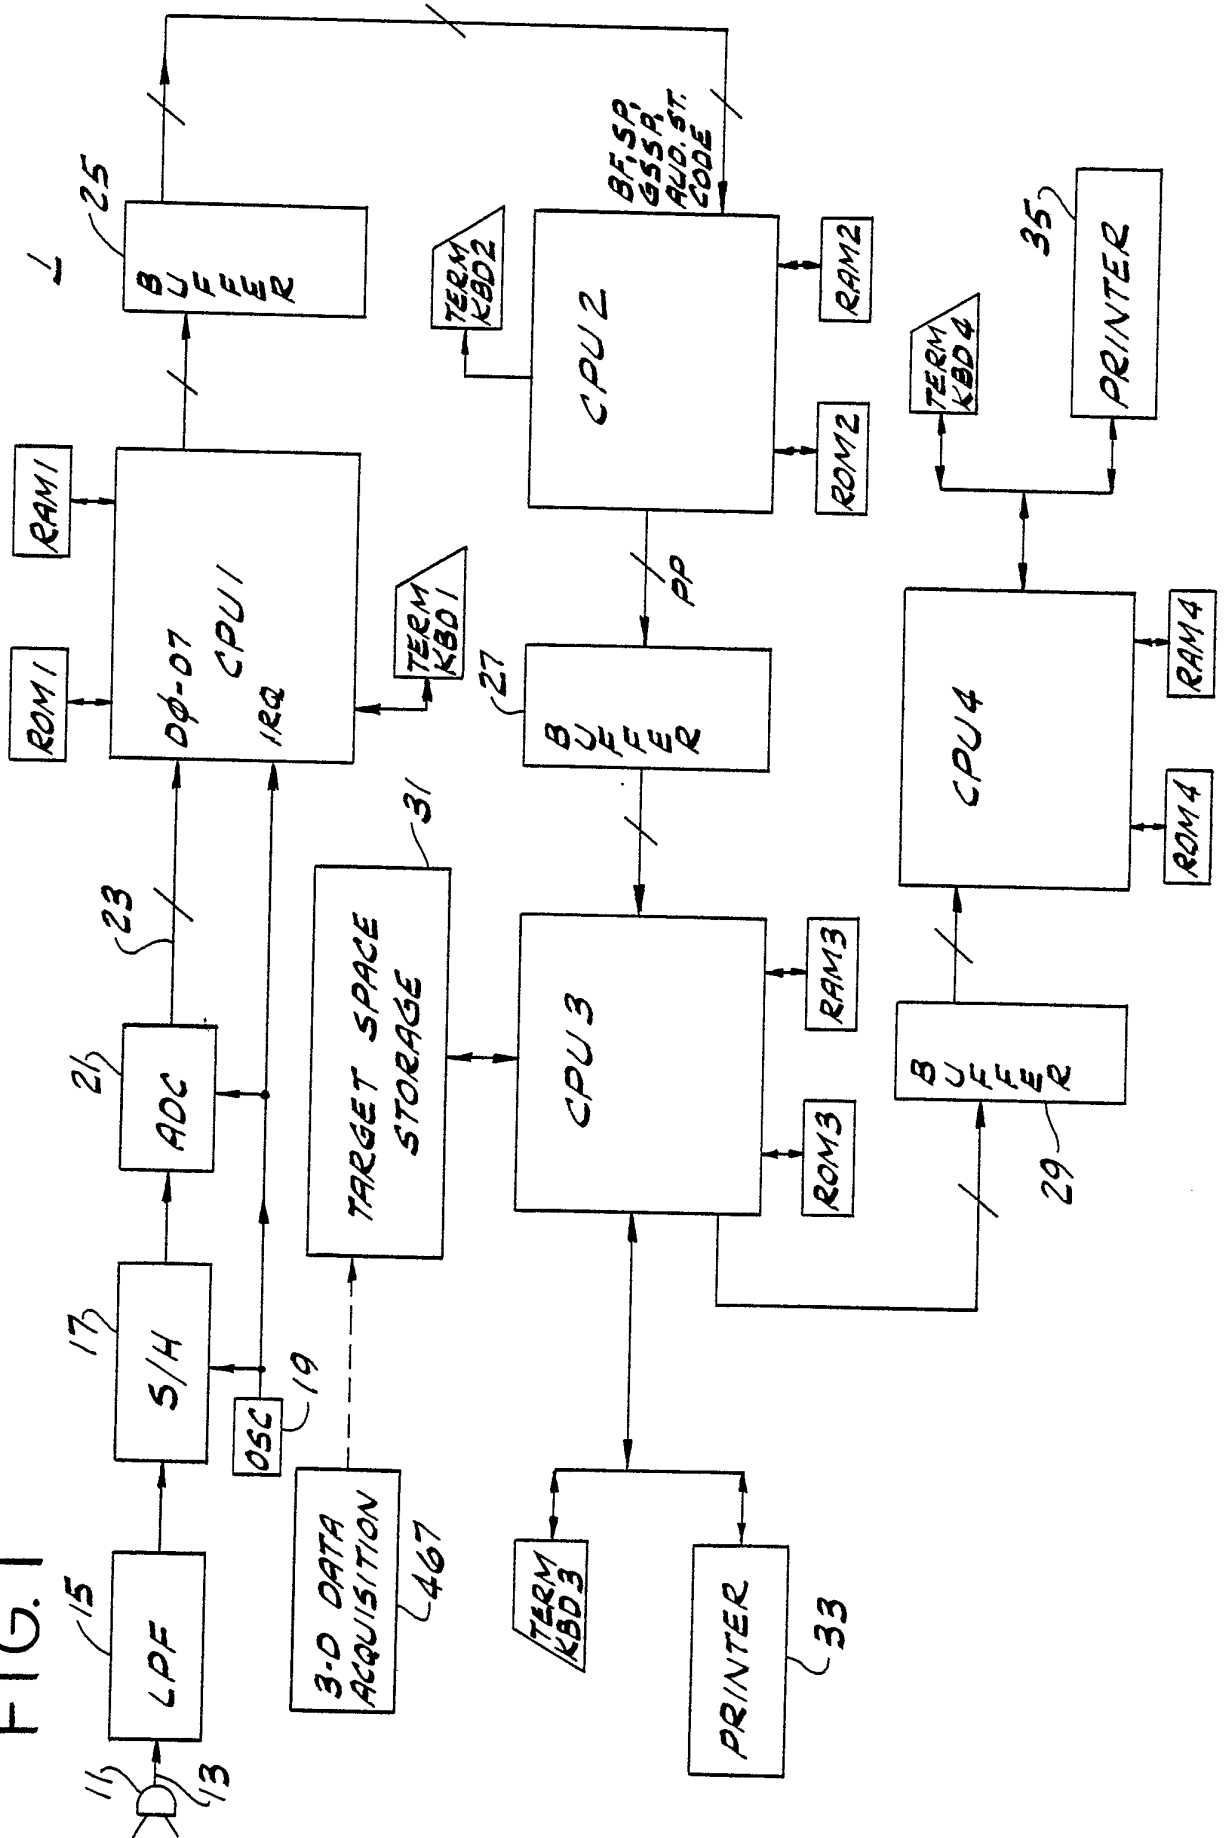 FIG. 1
1
11
13
15
LPF
17
S/H
19
OSC
21
ADC
23
ROM1
RAM1
DØ-D7
CPU1
IRQ
TERM
KBD1
25
BUFFER
3-D DATA
ACQUISITION
467
TARGET SPACE
STORAGE
31
BF, SP,
GSSP,
AUD. ST.
CODE
TERM
KBD2
CPU2
ROM2
RAM2
PP
27
BUFFER
CPU3
ROM3
RAM3
TERM
KBD3
PRINTER
33
BUFFER
29
CPU4
ROM4
RAM4
TERM
KBD4
PRINTER
35